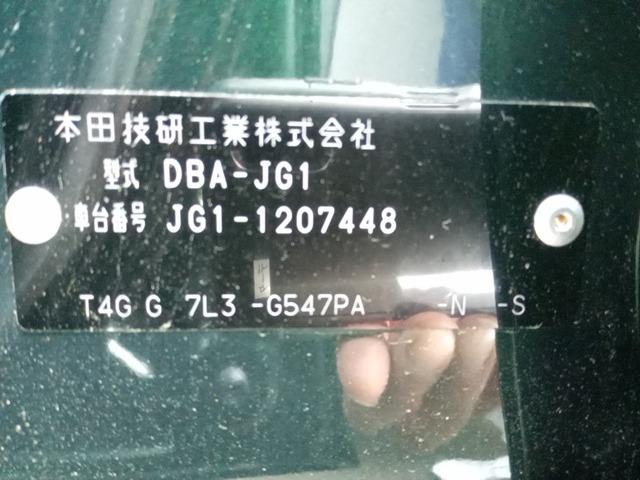 本田技研工業株式会社
型式 DBA-JG1
車台番号 JG1-1207448
T4G G 7L3 -G547PA -N -S